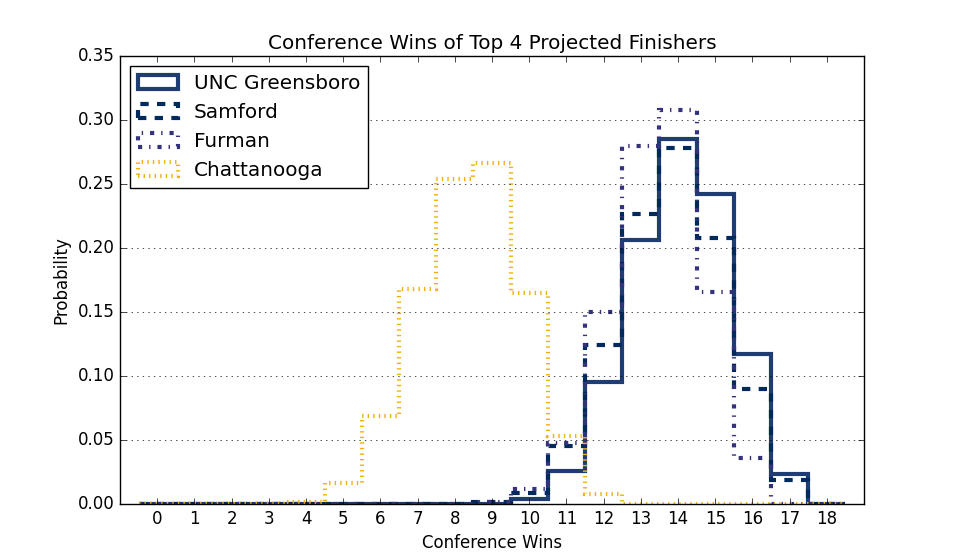 Conference Wins of Top 4 Projected Finishers
0.35
0.30
0.25
0.20
0.15
0.10
0.05
0.00
Probability
UNC Greensboro
Samford
Furman
Chattanooga
0 1 2 3 4 5 6 7 8 9 10 11 12 13 14 15 16 17 18
Conference Wins